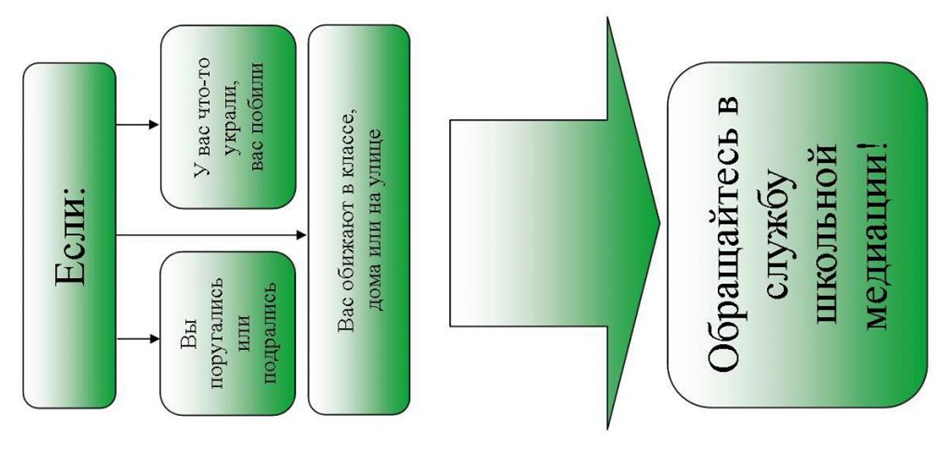 Если:
Вы
поругались
или
подрались
У вас что-то
украли,
вас побили
Вас обижают в классе,
дома или на улице
Обращайтесь в
службу
школьной
медиации!